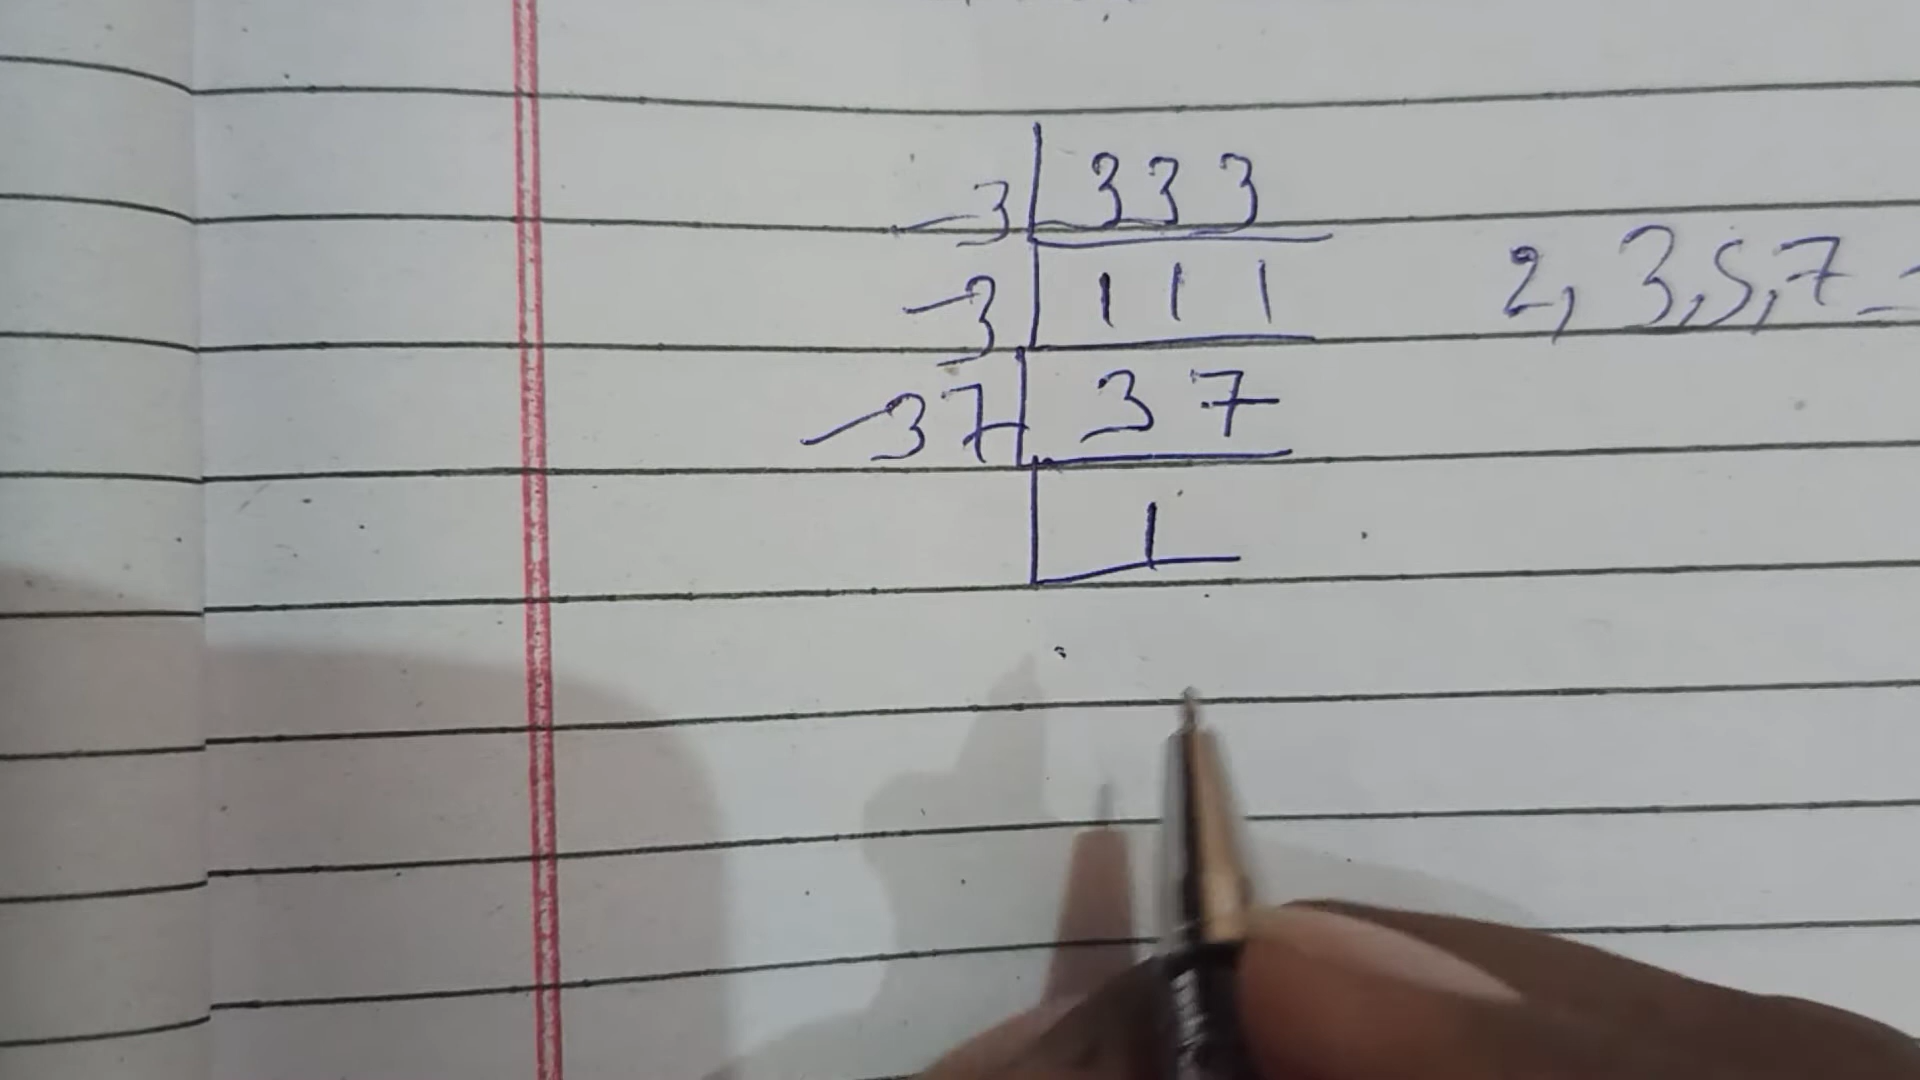 3 | 333
3 | 111 2, 3, 5, 7 -
37 | 37
1